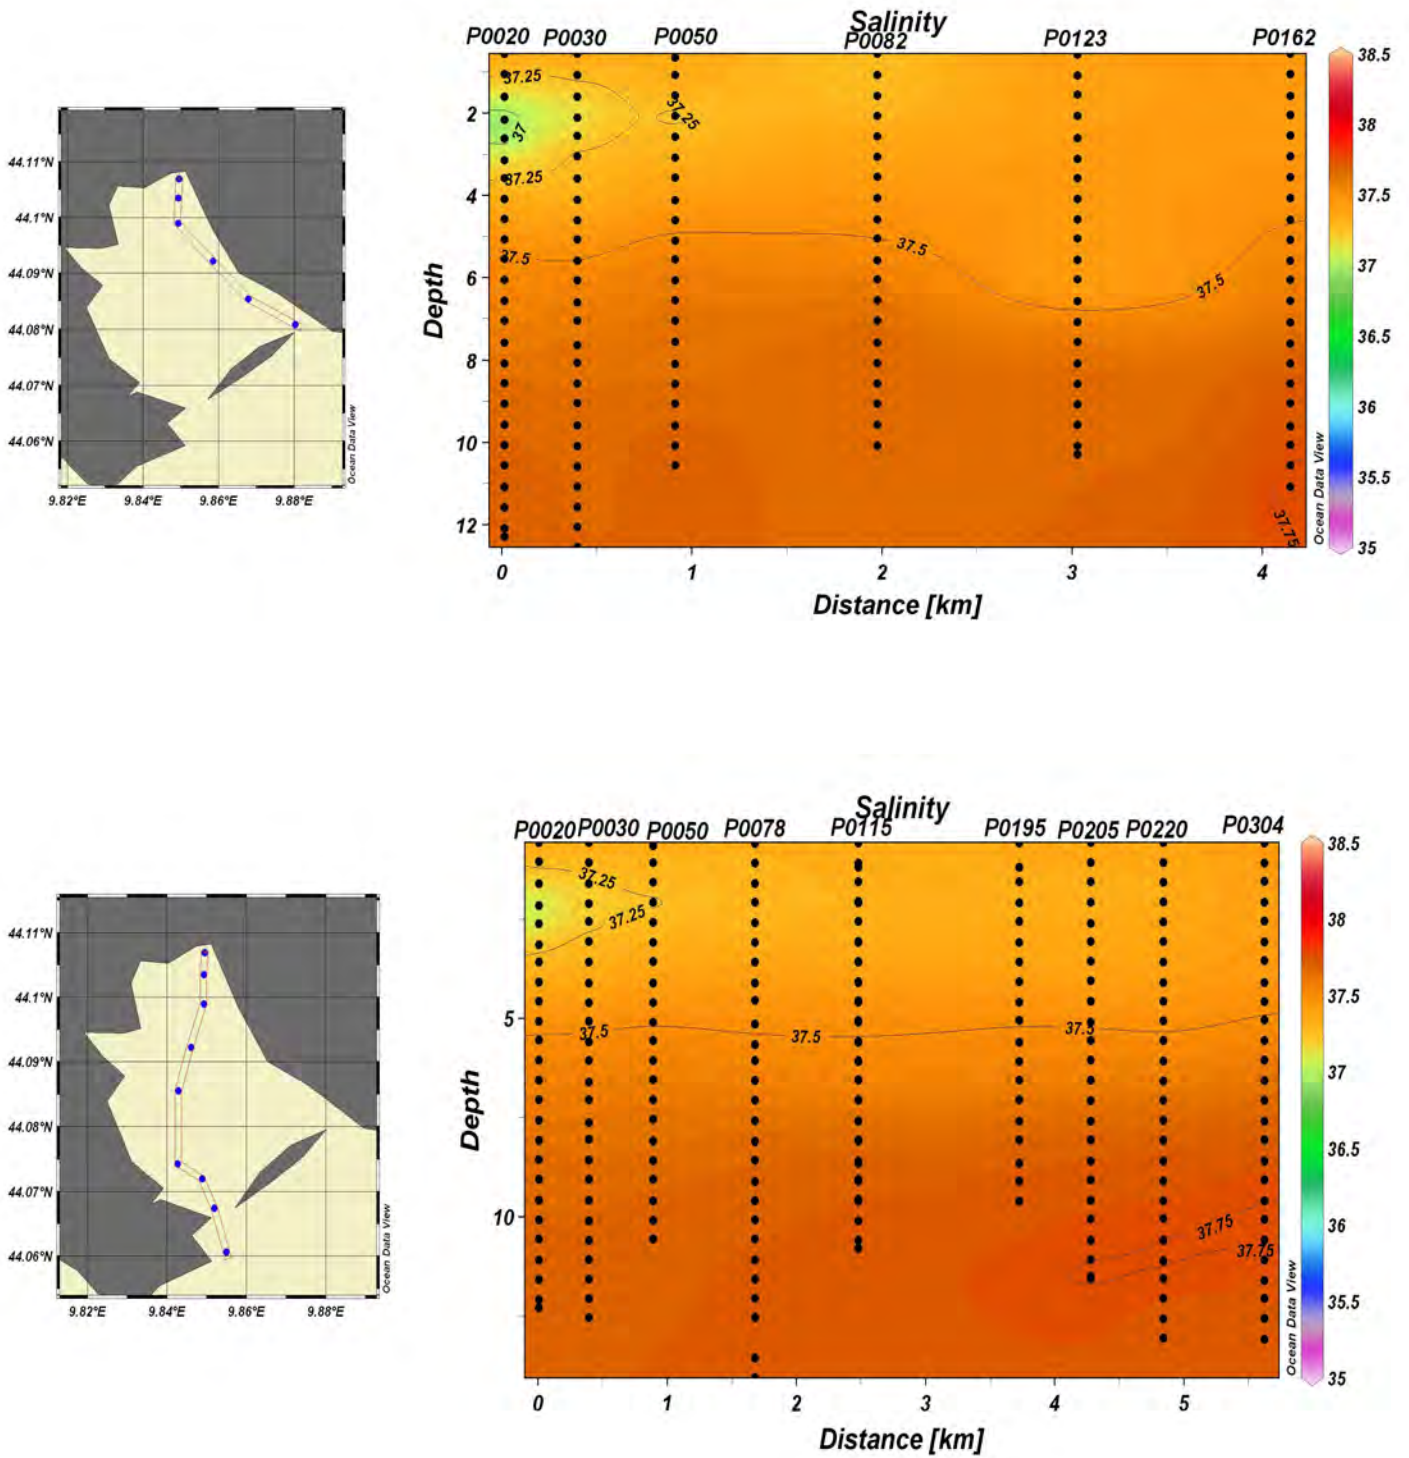 Salinity
P0020 P0030 P0050 P0082 P0123 P0162
44.11°N
44.1°N
44.09°N
44.08°N
44.07°N
44.06°N
9.82°E 9.84°E 9.86°E 9.88°E
Ocean Data View
Depth
2
4
6
8
10
12
37.25
37.25
37
37.25
37.5
37.5
37.5
37.75
0 1 2 3 4
Distance [km]
Ocean Data View
38.5
38
37.5
37
36.5
36
35.5
35
Salinity
P0020 P0030 P0050 P0078 P0115 P0195 P0205 P0220 P0304
44.11°N
44.1°N
44.09°N
44.08°N
44.07°N
44.06°N
9.82°E 9.84°E 9.86°E 9.88°E
Ocean Data View
Depth
5
10
37.25
37.25
37.5 37.5 37.5
37.75
37.75
0 1 2 3 4 5
Distance [km]
Ocean Data View
38.5
38
37.5
37
36.5
36
35.5
35